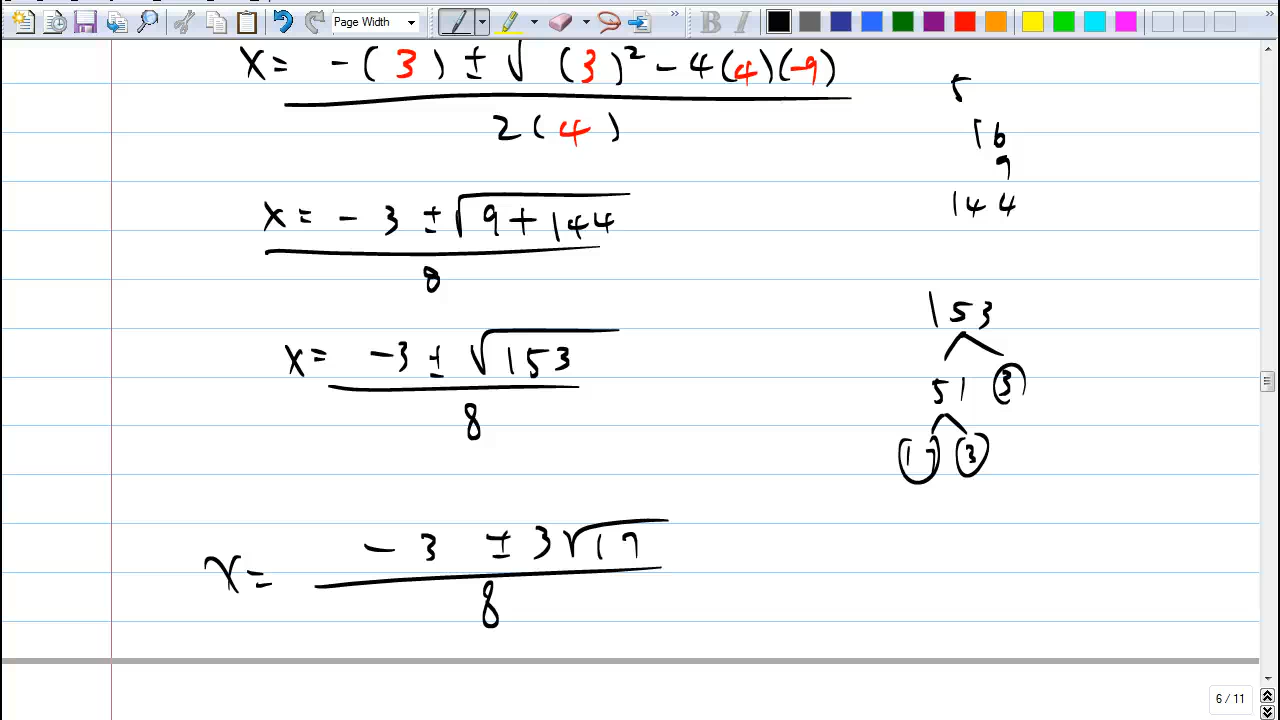 Page Width
B I
x = -(3) ± √ (3)² - 4(4)(-9)
2(4)
5
16
9
144
x = - 3 ± √9 + 144
8
153
x = -3 ± √153
8
51 3
17 3
x = - 3 ± 3√17
8
6 / 11